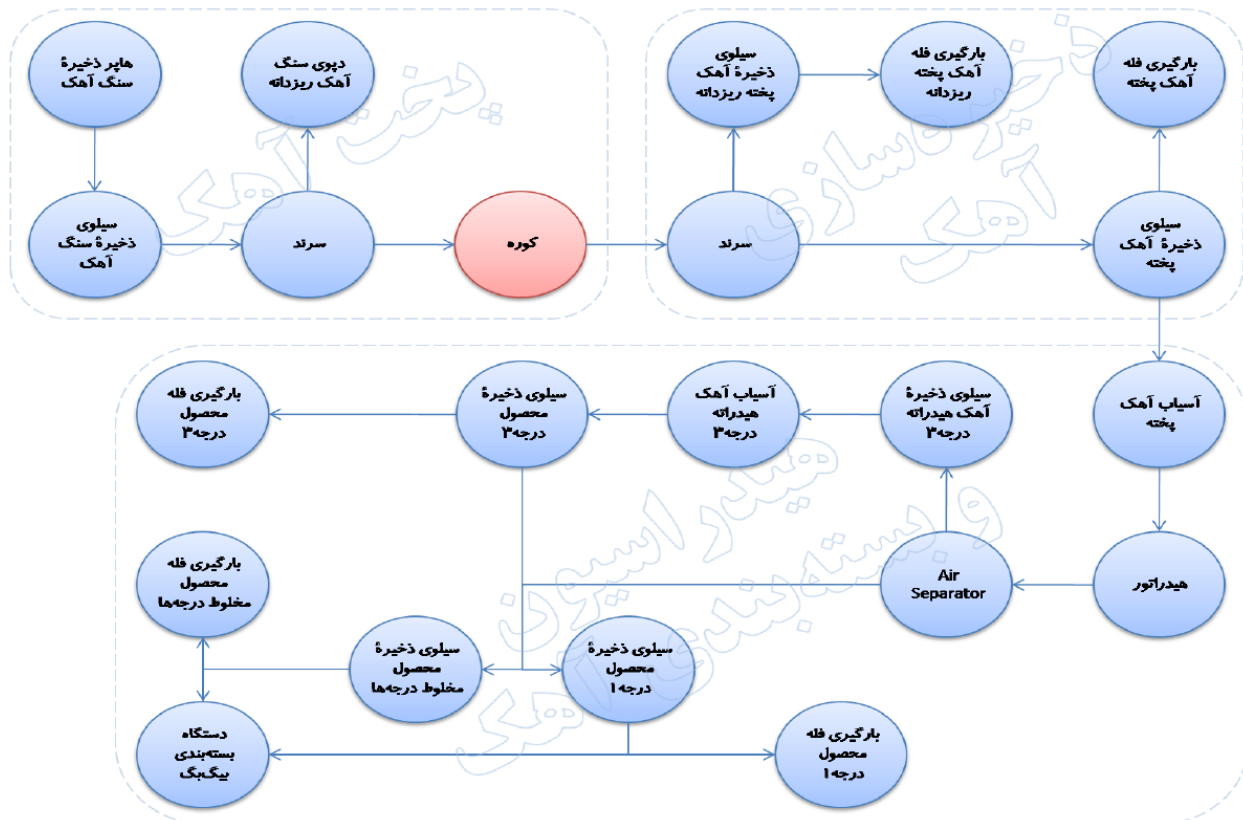 هاپر ذخیرهٔ
سنگ آهک
دپوی سنگ
آهک ریزدانه
سیلوی
ذخیرهٔ سنگ
آهک
سرند
کوره
پخت آهک
سیلوی
ذخیرهٔ آهک
پخته ریزدانه
بارگیری فله
آهک پخته
ریزدانه
بارگیری فله
آهک پخته
سرند
سیلوی
ذخیرهٔ آهک
پخته
ذخیره‌سازی
آهک
بارگیری فله
محصول
درجه۳
سیلوی ذخیرهٔ
محصول
درجه۳
آسیاب آهک
هیدراته
درجه۳
سیلوی ذخیرهٔ
آهک هیدراته
درجه۳
آسیاب آهک
پخته
بارگیری فله
محصول
مخلوط درجه‌ها
Air
Separator
هیدراتور
سیلوی ذخیرهٔ
محصول
مخلوط درجه‌ها
سیلوی ذخیرهٔ
محصول
درجه۱
دستگاه
بسته‌بندی
بیگ‌بگ
بارگیری فله
محصول
درجه۱
هیدراسیون
و بسته‌بندی آهک